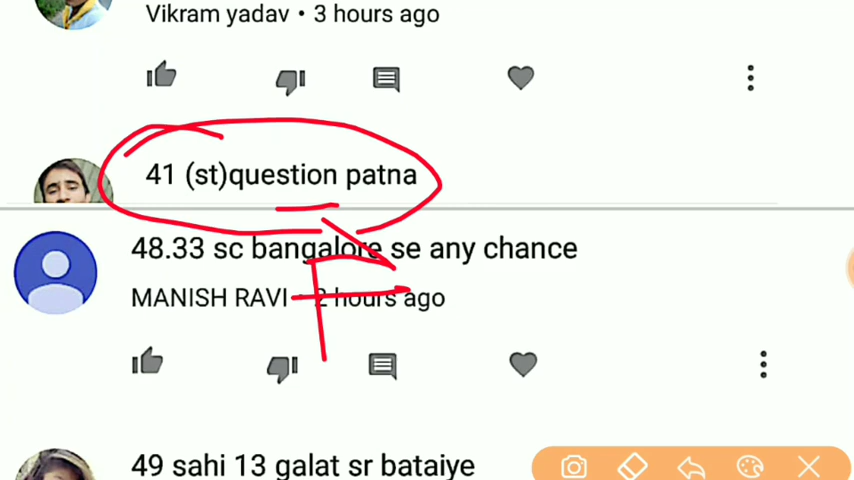 Vikram yadav • 3 hours ago
41 (st)question patna
48.33 sc bangalore se any chance
MANISH RAVI • 2 hours ago
49 sahi 13 galat sr bataiye